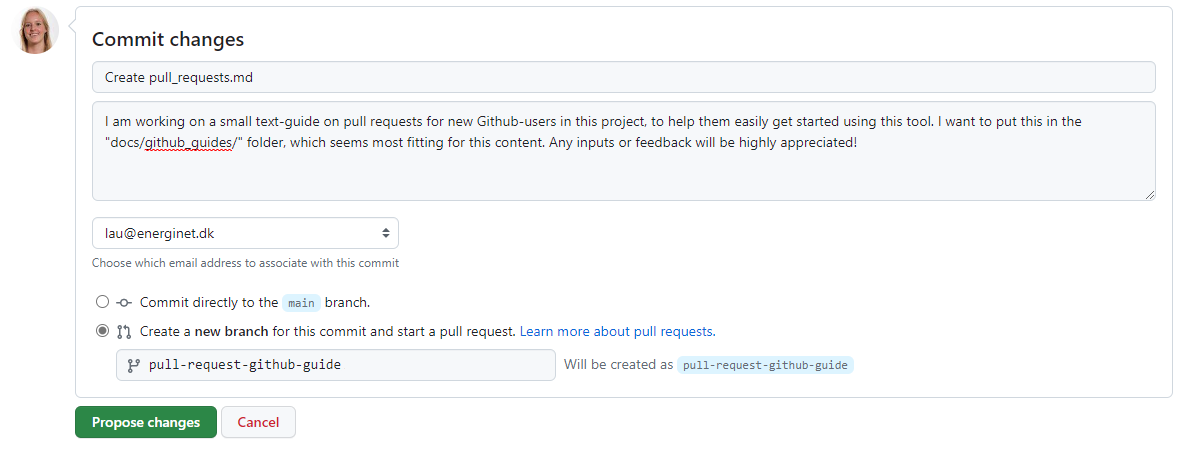 Commit changes
Create pull_requests.md
I am working on a small text-guide on pull requests for new Github-users in this project, to help them easily get started using this tool. I want to put this in the
"docs/github_guides/" folder, which seems most fitting for this content. Any inputs or feedback will be highly appreciated!
lau@energinet.dk
Choose which email address to associate with this commit
Commit directly to the main branch.
Create a new branch for this commit and start a pull request. Learn more about pull requests.
pull-request-github-guide Will be created as pull-request-github-guide
Propose changes Cancel